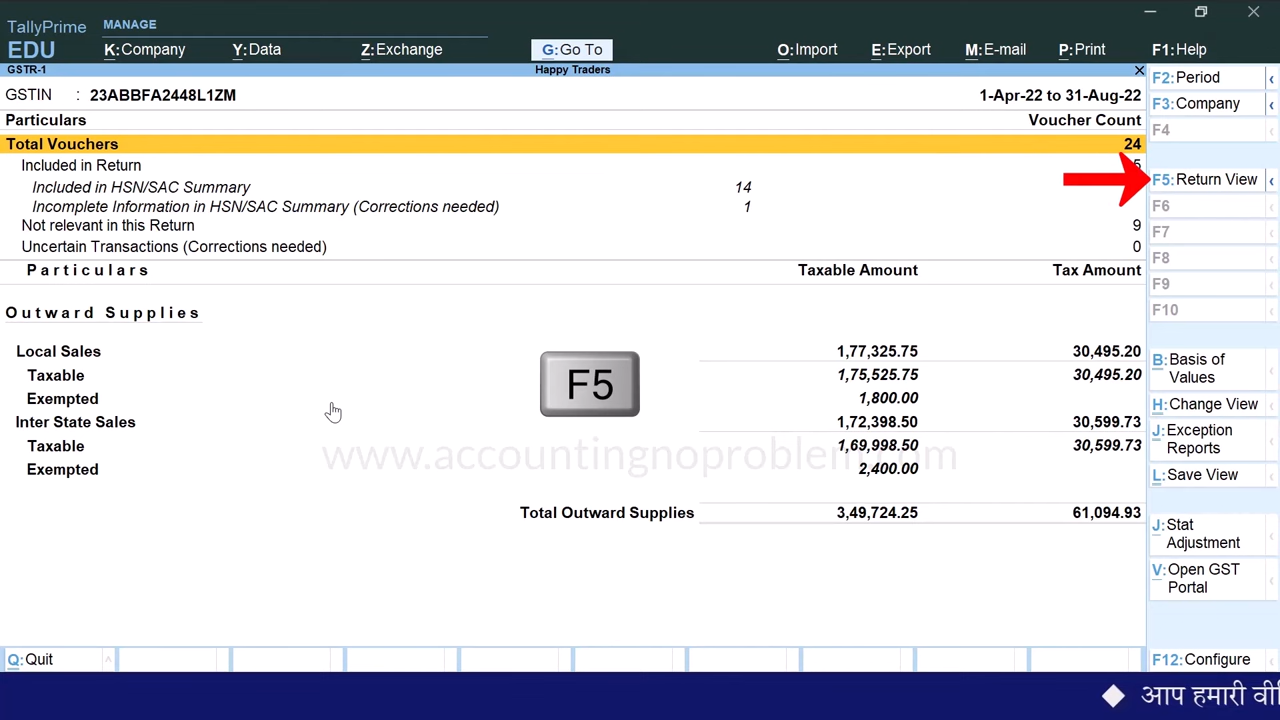 TallyPrime
EDU
MANAGE
K:Company Y:Data Z:Exchange G:Go To O:Import E:Export M:E-mail P:Print F1:Help
GSTR-1 Happy Traders
GSTIN : 23ABBFA2448L1ZM 1-Apr-22 to 31-Aug-22
Particulars Voucher Count
Total Vouchers 24
Included in Return 5
Included in HSN/SAC Summary 14
Incomplete Information in HSN/SAC Summary (Corrections needed) 1
Not relevant in this Return 9
Uncertain Transactions (Corrections needed) 0
Particulars Taxable Amount Tax Amount
Outward Supplies
Local Sales 1,77,325.75 30,495.20
Taxable 1,75,525.75 30,495.20
Exempted 1,800.00
Inter State Sales 1,72,398.50 30,599.73
Taxable 1,69,998.50 30,599.73
Exempted 2,400.00
Total Outward Supplies 3,49,724.25 61,094.93
F5
www.accountingnoproblem.com
F2:Period
F3:Company
F4
F5:Return View
F6
F7
F8
F9
F10
B:Basis of
Values
H:Change View
J:Exception
Reports
L:Save View
J:Stat
Adjustment
V:Open GST
Portal
Q:Quit F12:Configure
आप हमारी